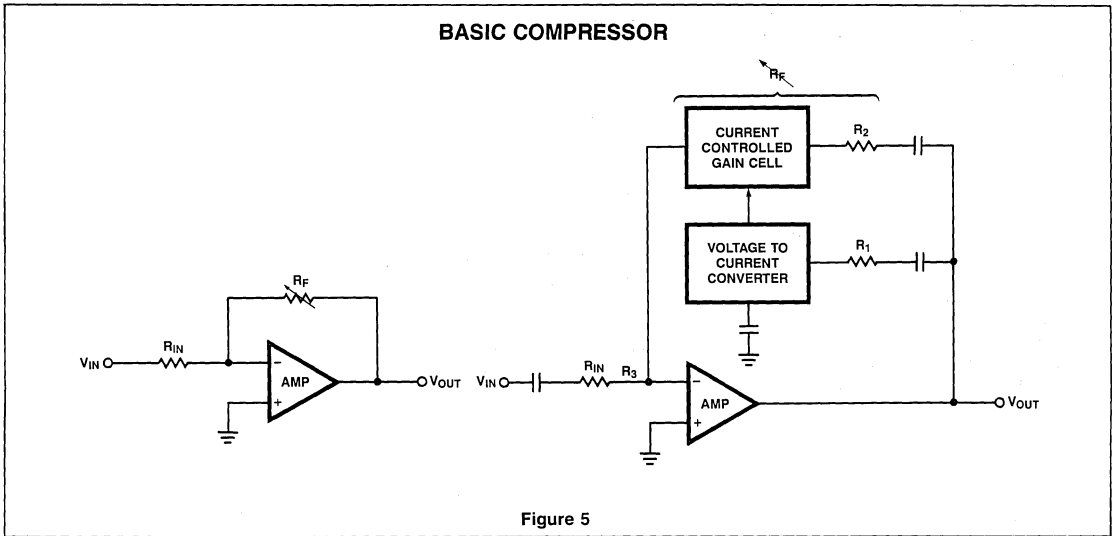 BASIC COMPRESSOR
RF
CURRENT
CONTROLLED
GAIN CELL
R2
VOLTAGE TO
CURRENT
CONVERTER
R1
RF
VIN
RIN
−
AMP
+
VOUT
VIN
RIN
R3
−
AMP
+
VOUT
Figure 5